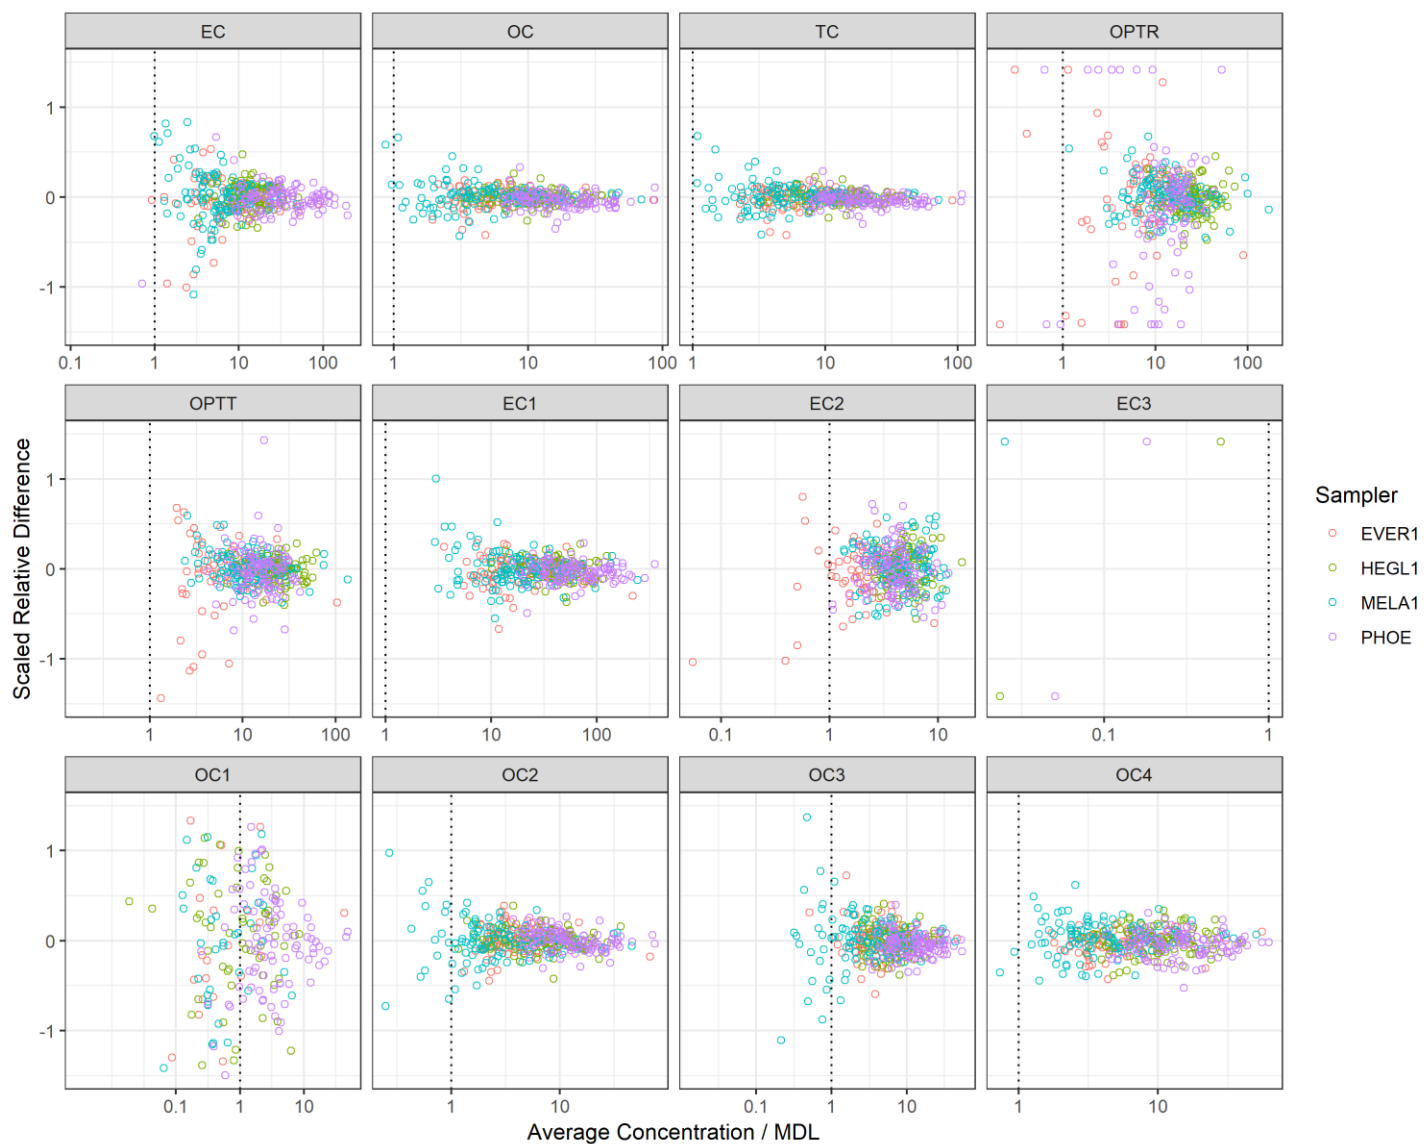 EC OC TC OPTR
1
0
-1
0.1 1 10 100 1 10 100 1 10 100 1 10 100
OPTT EC1 EC2 EC3
1
0
-1
1 10 100 1 10 100 0.1 1 10 0.1 1
OC1 OC2 OC3 OC4
1
0
-1
0.1 1 10 1 10 0.1 1 10 1 10
Scaled Relative Difference
Average Concentration / MDL
Sampler
EVER1
HEGL1
MELA1
PHOE